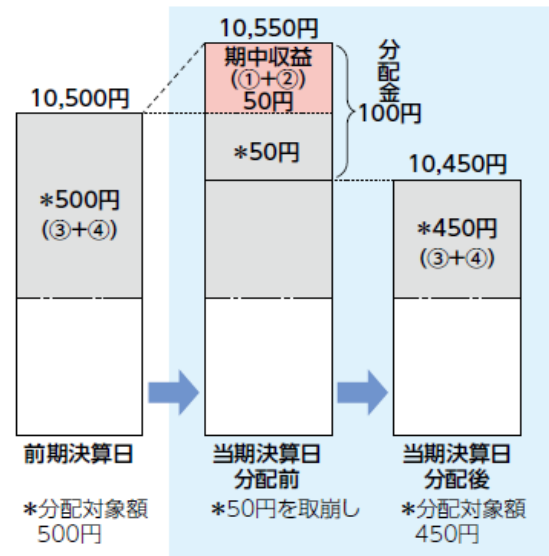 10,550円
期中収益
(①+②)
50円
分配金
100円
10,500円
*50円
10,450円
*500円
(③+④)
*450円
(③+④)
前期決算日
当期決算日
分配前
当期決算日
分配後
*分配対象額
500円
*50円を取崩し
*分配対象額
450円